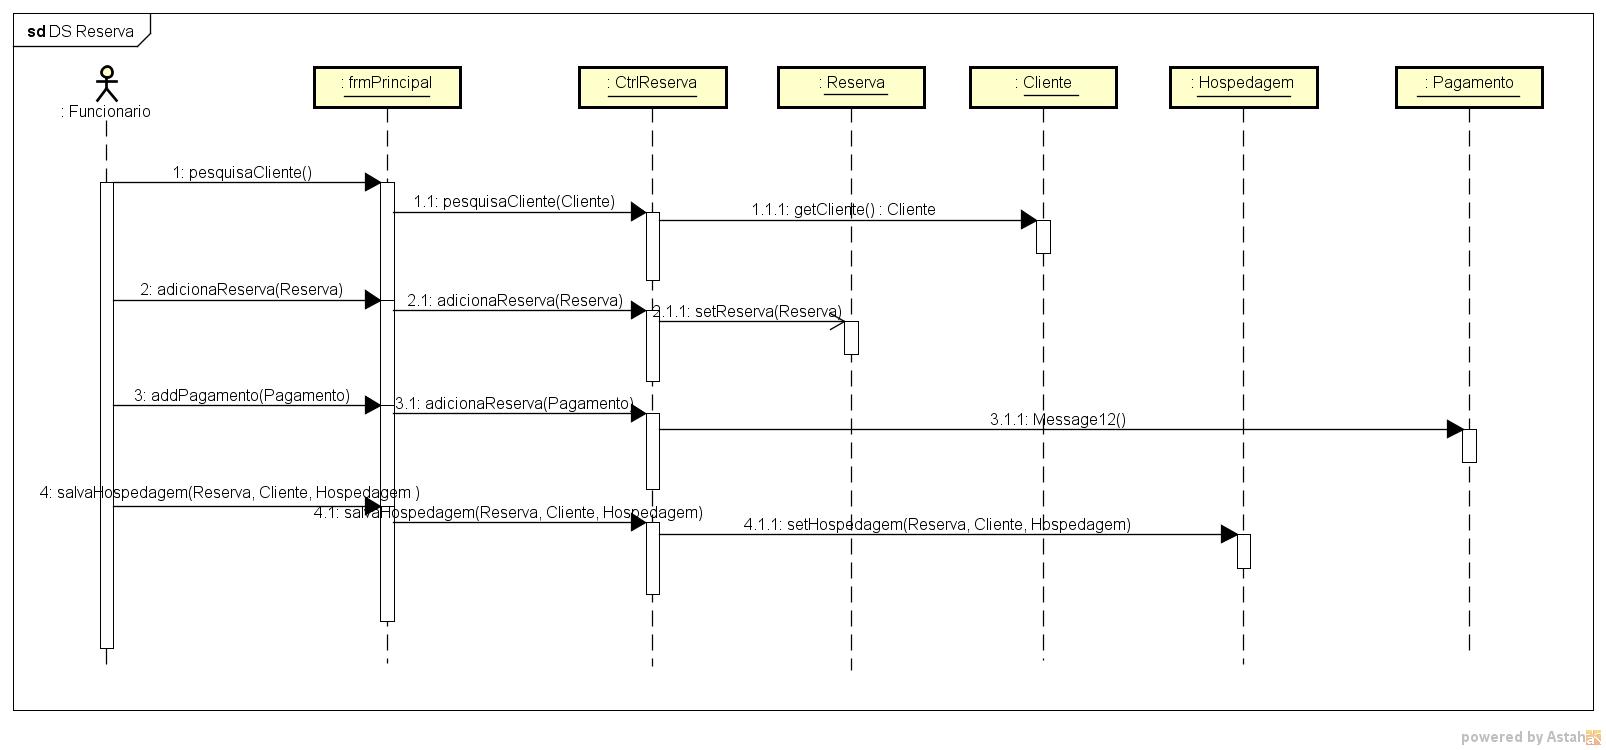 sd DS Reserva
: Funcionario
: frmPrincipal
: CtrlReserva
: Reserva
: Cliente
: Hospedagem
: Pagamento
1: pesquisaCliente()
1.1: pesquisaCliente(Cliente)
1.1.1: getCliente() : Cliente
2: adicionaReserva(Reserva)
2.1: adicionaReserva(Reserva)
2.1.1: setReserva(Reserva)
3: addPagamento(Pagamento)
3.1: adicionaReserva(Pagamento)
3.1.1: Message12()
4: salvaHospedagem(Reserva, Cliente, Hospedagem )
4.1: salvaHospedagem(Reserva, Cliente, Hospedagem)
4.1.1: setHospedagem(Reserva, Cliente, Hospedagem)
powered by Astah